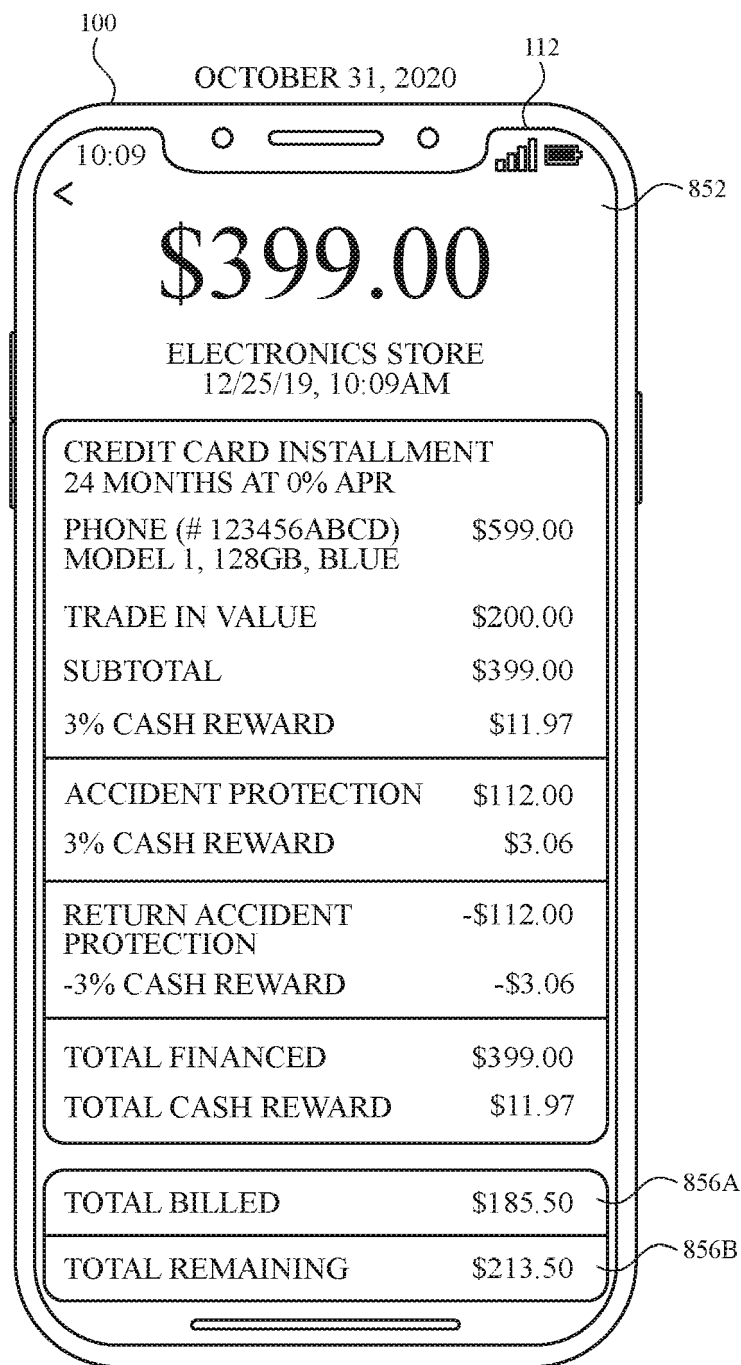 100
OCTOBER 31, 2020
112
10:09
<
852
$399.00
ELECTRONICS STORE
12/25/19, 10:09AM
CREDIT CARD INSTALLMENT
24 MONTHS AT 0% APR
PHONE (# 123456ABCD) $599.00
MODEL 1, 128GB, BLUE
TRADE IN VALUE $200.00
SUBTOTAL $399.00
3% CASH REWARD $11.97
ACCIDENT PROTECTION $112.00
3% CASH REWARD $3.06
RETURN ACCIDENT -$112.00
PROTECTION
-3% CASH REWARD -$3.06
TOTAL FINANCED $399.00
TOTAL CASH REWARD $11.97
TOTAL BILLED $185.50 856A
TOTAL REMAINING $213.50 856B